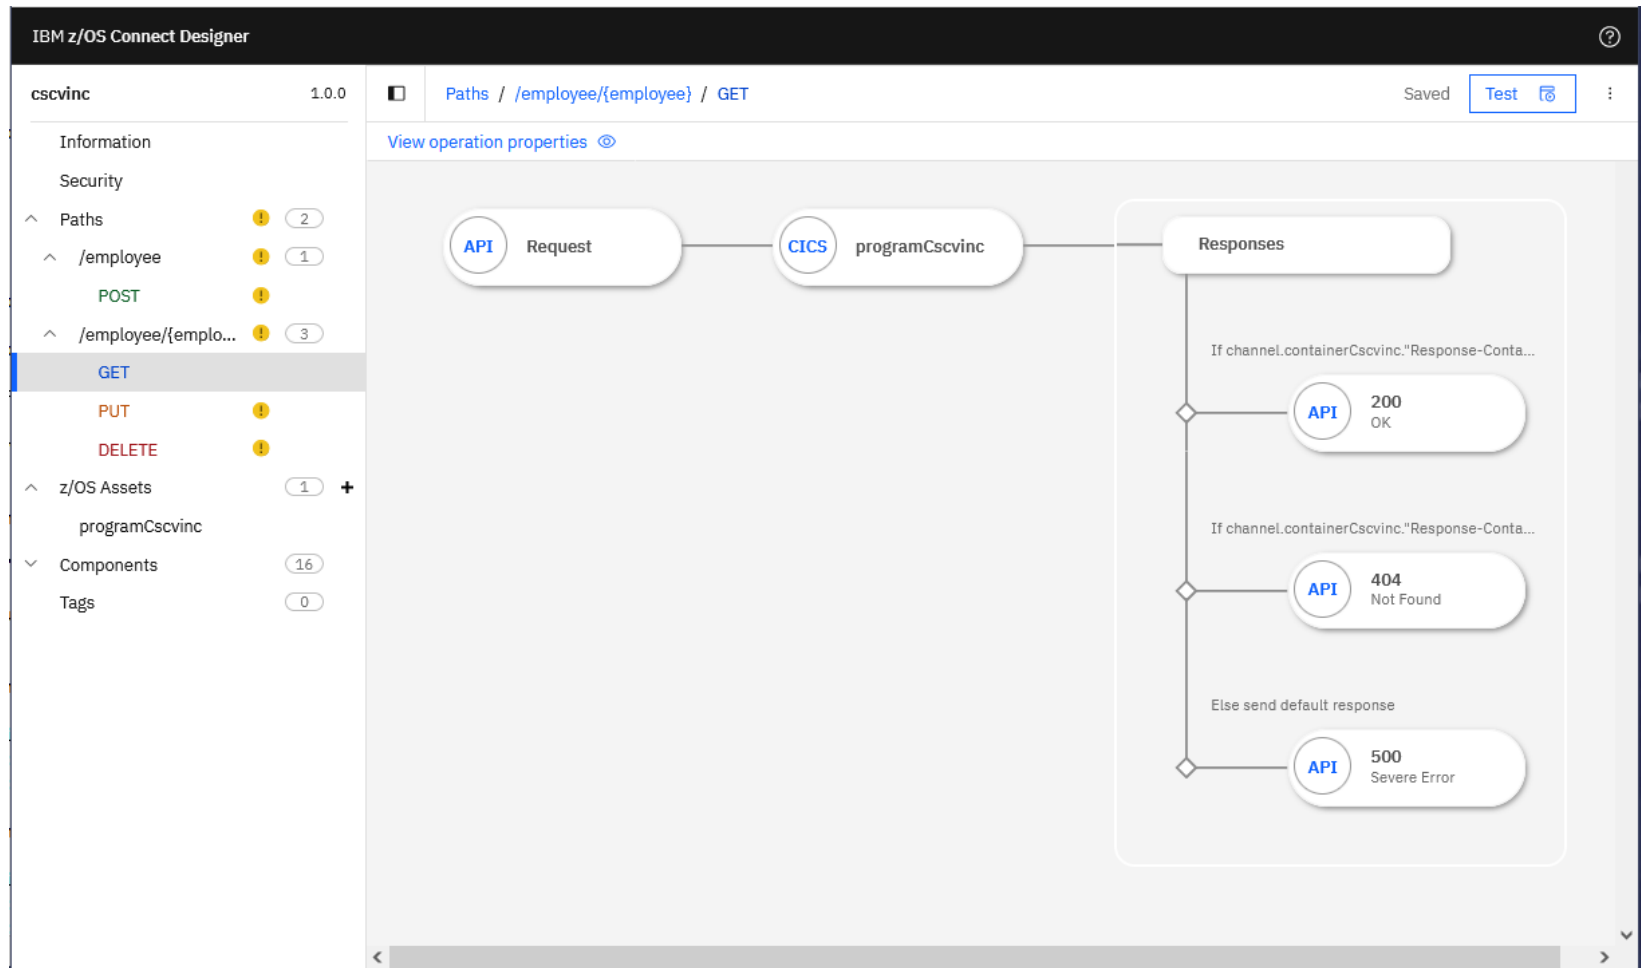 IBM z/OS Connect Designer
cscvinc 1.0.0
Paths / /employee/{employee} / GET
Saved
Test
View operation properties
Information
Security
Paths ! 2
/employee ! 1
POST !
/employee/{emplo... ! 3
GET
PUT !
DELETE !
z/OS Assets 1 +
programCscvinc
Components 16
Tags 0
API Request
CICS programCscvinc
Responses
If channel.containerCscvinc."Response-Conta...
API 200
OK
If channel.containerCscvinc."Response-Conta...
API 404
Not Found
Else send default response
API 500
Severe Error